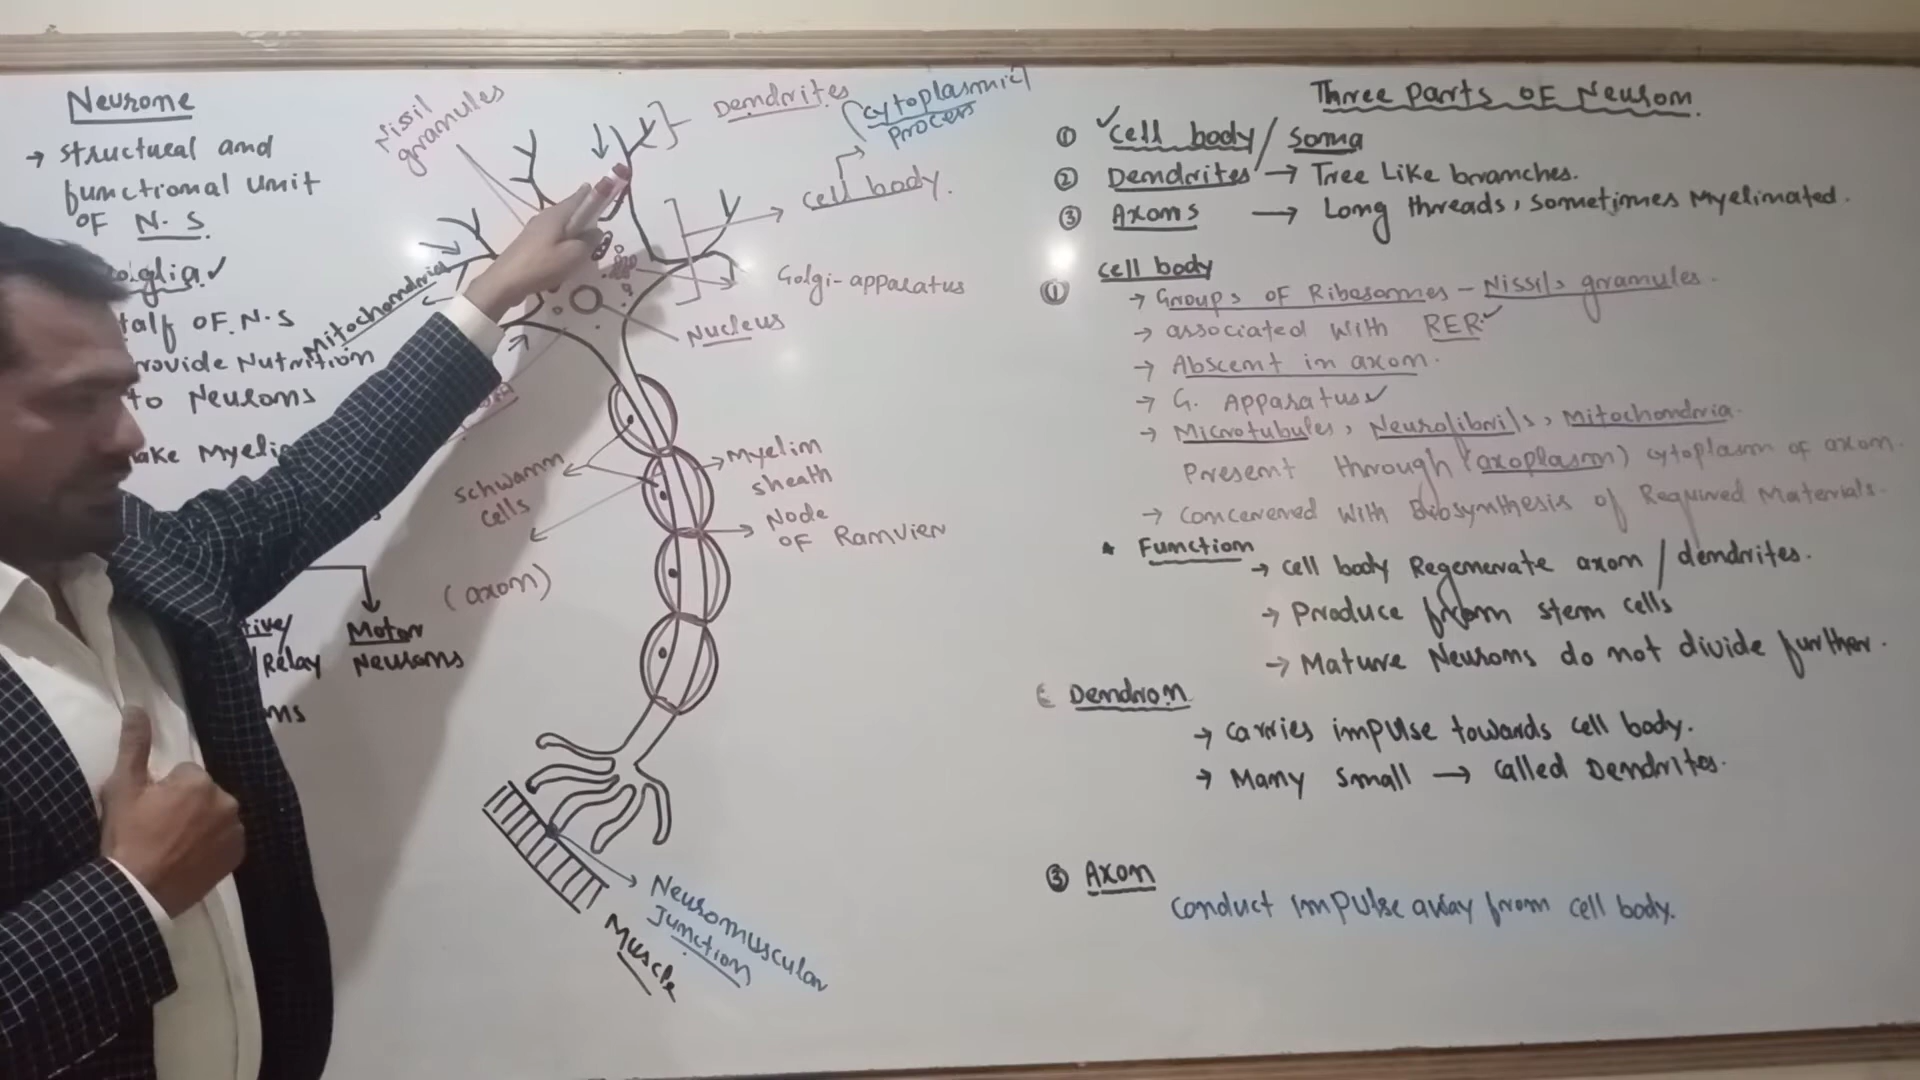 Neurone
→ Structural and
functional unit
OF N.S.
glia ✓
Half OF N.S
rovide Nutrition
to Neurons
ake Myeli
Relay
Motor
Neurons
Nissil
granules
Dendrites
(Cytoplasmic
Process
cell body.
Mitochondria
Golgi-apparatus
Nucleus
Schwann
cells
Myelin
sheath
Node
OF Ranvier
(axon)
Neuromuscular
Junction
Muscle
Three Parts OF Neuron.
① ✓ Cell body / Soma
② Dendrites → Tree Like branches.
③ Axons → Long threads, sometimes Myelinated.
① Cell body
→ Groups OF Ribosomes - Nissils granules.
→ associated with RER ✓
→ Abscent in axon.
→ G. Apparatus ✓
→ Microtubules, Neurofibrils, Mitochondria.
Present through (axoplasm) cytoplasm of axon.
→ concerened with Biosynthesis of Required Materials.
* Function
→ cell body Regenerate axon / dendrites.
→ Produce from stem cells
→ Mature Neurons do not divide further.
Dendron
→ Carries impulse towards cell body.
→ Many small → called Dendrites.
③ Axon
Conduct impulse away from cell body.